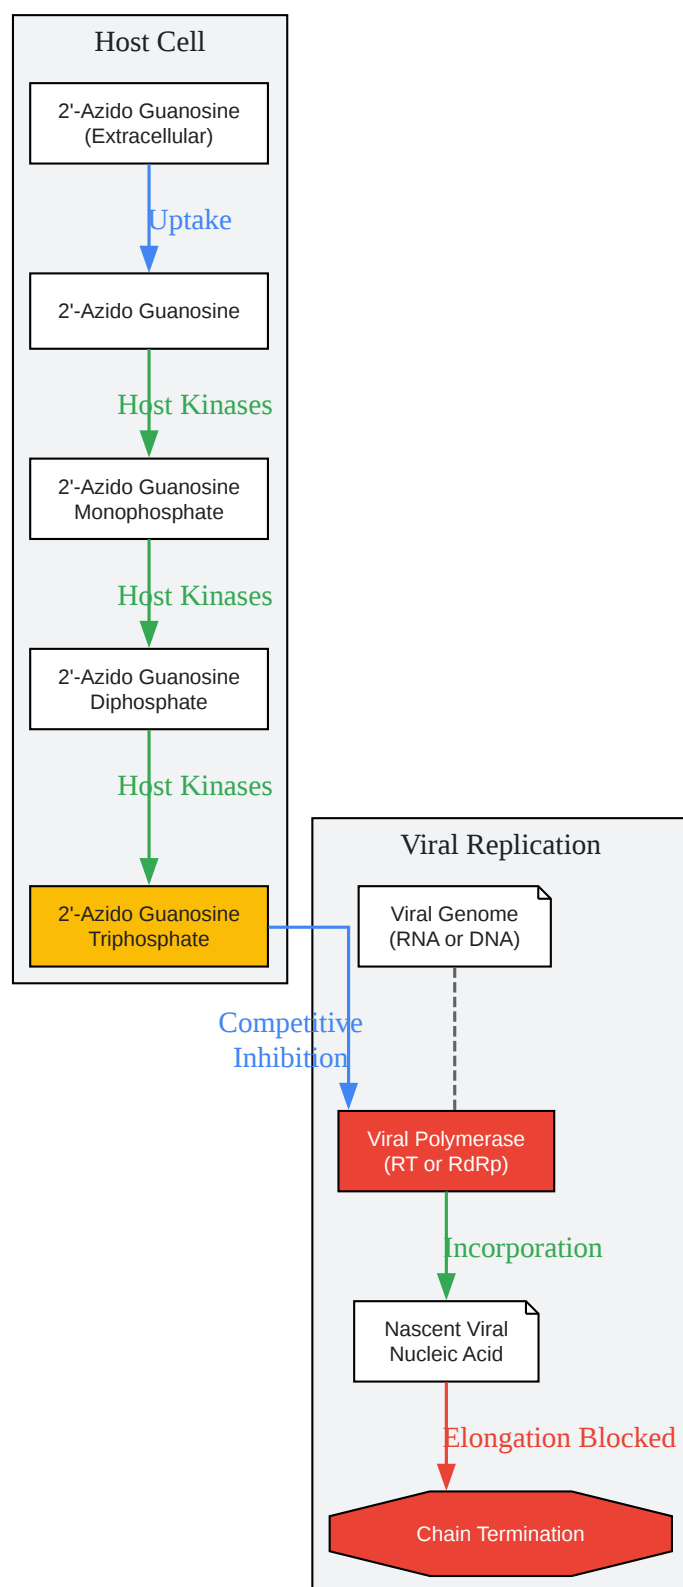 Host Cell
2'-Azido Guanosine
(Extracellular)
Uptake
2'-Azido Guanosine
Host Kinases
2'-Azido Guanosine
Monophosphate
Host Kinases
2'-Azido Guanosine
Diphosphate
Host Kinases
2'-Azido Guanosine
Triphosphate
Viral Replication
Viral Genome
(RNA or DNA)
Competitive
Inhibition
Viral Polymerase
(RT or RdRp)
Incorporation
Nascent Viral
Nucleic Acid
Elongation Blocked
Chain Termination